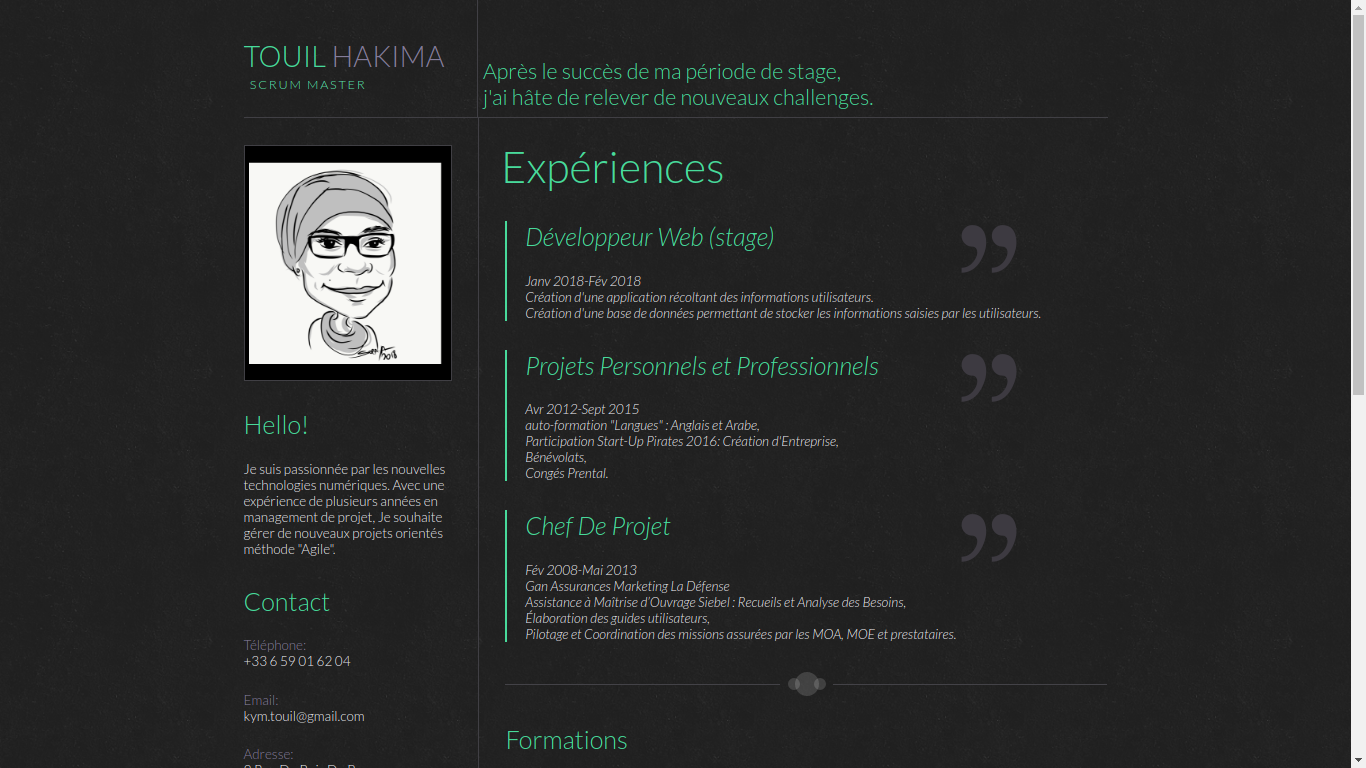 TOUIL HAKIMA
SCRUM MASTER
Après le succès de ma période de stage,
j'ai hâte de relever de nouveaux challenges.
Hello!
Je suis passionnée par les nouvelles
technologies numériques. Avec une
expérience de plusieurs années en
management de projet, Je souhaite
gérer de nouveaux projets orientés
méthode "Agile".
Contact
Téléphone:
+33 6 59 01 62 04
Email:
kym.touil@gmail.com
Adresse:
Expériences
Développeur Web (stage)
Janv 2018-Fév 2018
Création d'une application récoltant des informations utilisateurs.
Création d'une base de données permettant de stocker les informations saisies par les utilisateurs.
Projets Personnels et Professionnels
Avr 2012-Sept 2015
auto-formation "Langues" : Anglais et Arabe,
Participation Start-Up Pirates 2016: Création d'Entreprise,
Bénévolats,
Congés Prental.
Chef De Projet
Fév 2008-Mai 2013
Gan Assurances Marketing La Défense
Assistance à Maîtrise d'Ouvrage Siebel : Recueils et Analyse des Besoins,
Élaboration des guides utilisateurs,
Pilotage et Coordination des missions assurées par les MOA, MOE et prestataires.
Formations